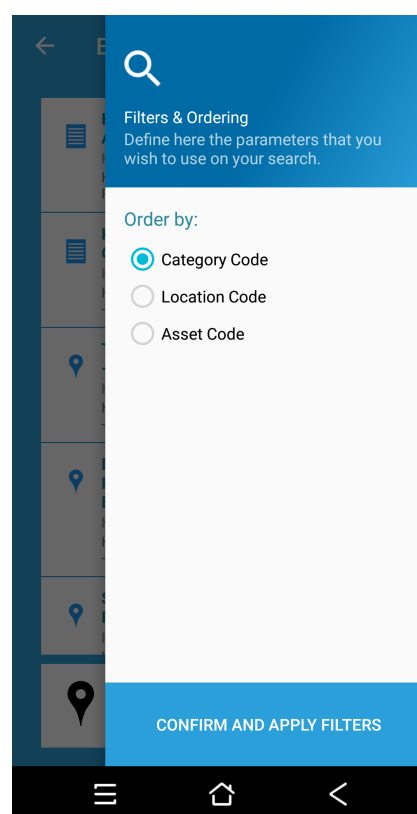 Filters & Ordering
Define here the parameters that you
wish to use on your search.
Order by:
Category Code
Location Code
Asset Code
CONFIRM AND APPLY FILTERS